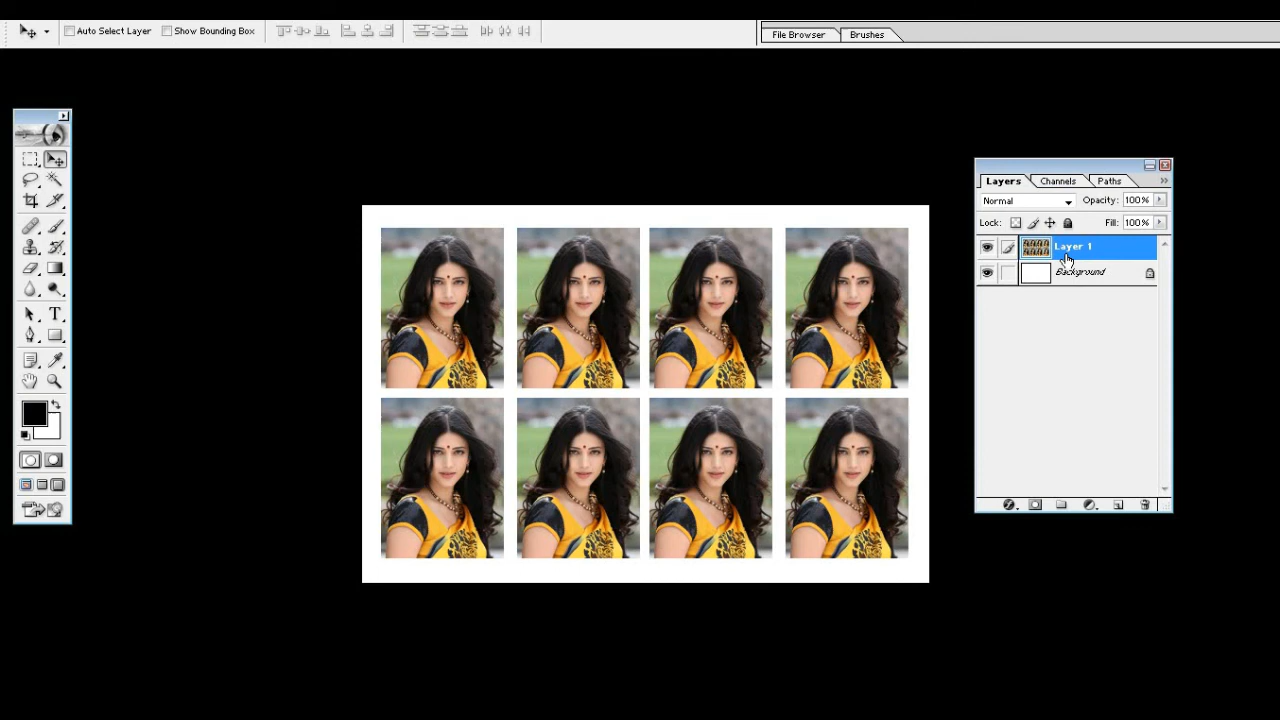 Auto Select Layer Show Bounding Box
File Browser Brushes
Layers Channels Paths
Normal Opacity: 100%
Lock: Fill: 100%
Layer 1
Background
T